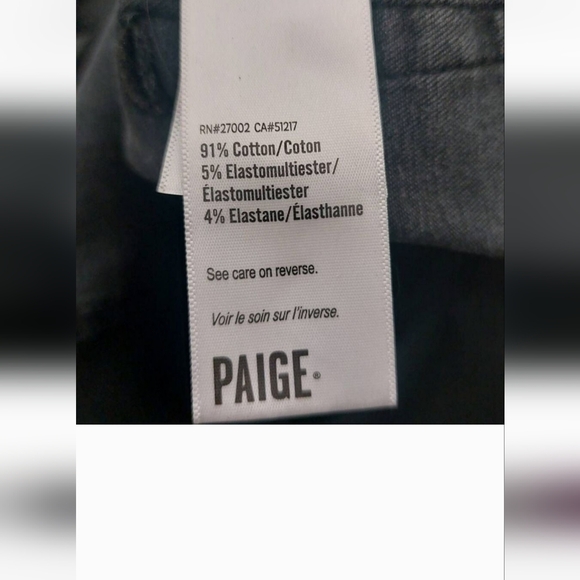 RN#27002 CA#51217
91% Cotton/Coton
5% Elastomultiester/
Élastomultiester
4% Elastane/Élasthanne
See care on reverse.
Voir le soin sur l'inverse.
PAIGE®